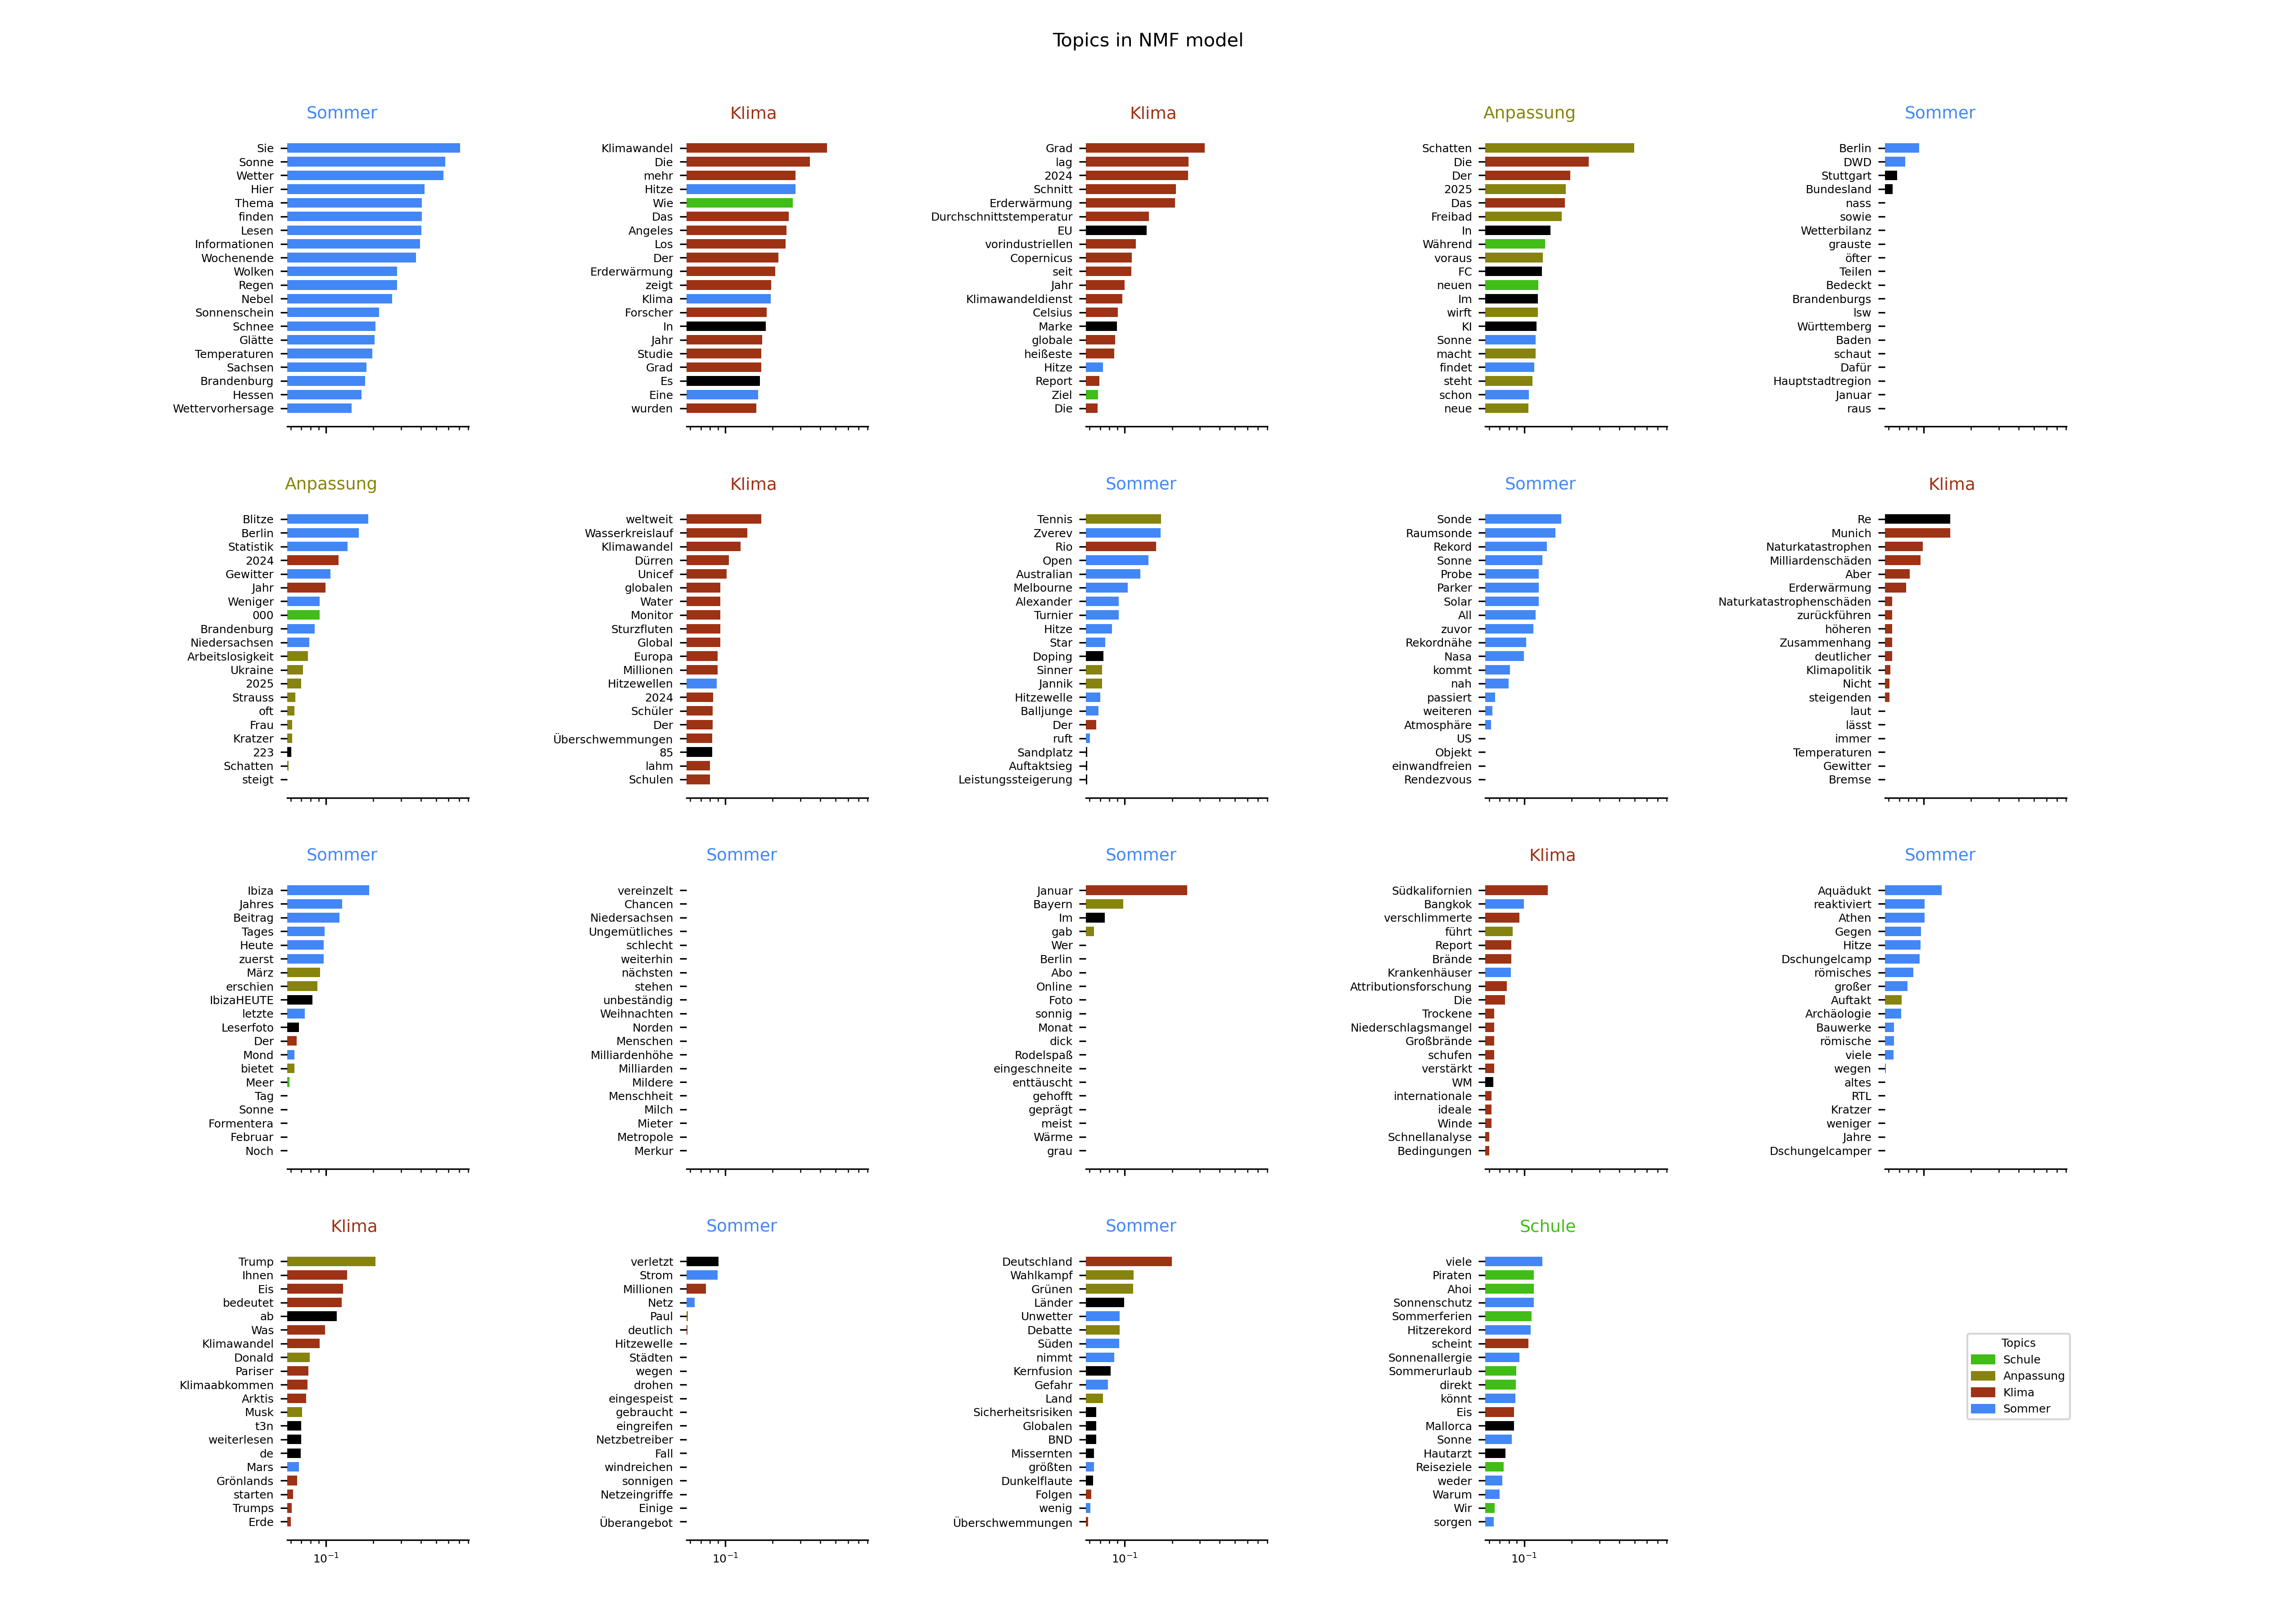 Topics in NMF model
Sommer
Sie
Sonne
Wetter
Hier
Thema
finden
Lesen
Informationen
Wochenende
Wolken
Regen
Nebel
Sonnenschein
Schnee
Glätte
Temperaturen
Sachsen
Brandenburg
Hessen
Wettervorhersage
Klima
Klimawandel
Die
mehr
Hitze
Wie
Das
Angeles
Los
Der
Erderwärmung
zeigt
Klima
Forscher
In
Jahr
Studie
Grad
Es
Eine
wurden
Klima
Grad
lag
2024
Schnitt
Erderwärmung
Durchschnittstemperatur
EU
vorindustriellen
Copernicus
seit
Jahr
Klimawandeldienst
Celsius
Marke
globale
heißeste
Hitze
Report
Ziel
Die
Anpassung
Schatten
Die
Der
2025
Das
Freibad
In
Während
voraus
FC
neuen
Im
wirft
KI
Sonne
macht
findet
steht
schon
neue
Sommer
Berlin
DWD
Stuttgart
Bundesland
nass
sowie
Wetterbilanz
grauste
öfter
Teilen
Bedeckt
Brandenburgs
lsw
Württemberg
Baden
schaut
Dafür
Hauptstadtregion
Januar
raus
Anpassung
Blitze
Berlin
Statistik
2024
Gewitter
Jahr
Weniger
000
Brandenburg
Niedersachsen
Arbeitslosigkeit
Ukraine
2025
Strauss
oft
Frau
Kratzer
223
Schatten
steigt
Klima
weltweit
Wasserkreislauf
Klimawandel
Dürren
Unicef
globalen
Water
Monitor
Sturzfluten
Global
Europa
Millionen
Hitzewellen
2024
Schüler
Der
Überschwemmungen
85
lahm
Schulen
Sommer
Tennis
Zverev
Rio
Open
Australian
Melbourne
Alexander
Turnier
Hitze
Star
Doping
Sinner
Jannik
Hitzewelle
Balljunge
Der
ruft
Sandplatz
Auftaktsieg
Leistungssteigerung
Sommer
Sonde
Raumsonde
Rekord
Sonne
Probe
Parker
Solar
All
zuvor
Rekordnähe
Nasa
kommt
nah
passiert
weiteren
Atmosphäre
US
Objekt
einwandfreien
Rendezvous
Klima
Re
Munich
Naturkatastrophen
Milliardenschäden
Aber
Erderwärmung
Naturkatastrophenschäden
zurückführen
höheren
Zusammenhang
deutlicher
Klimapolitik
Nicht
steigenden
laut
lässt
immer
Temperaturen
Gewitter
Bremse
Sommer
Ibiza
Jahres
Beitrag
Tages
Heute
zuerst
März
erschien
IbizaHEUTE
letzte
Leserfoto
Der
Mond
bietet
Meer
Tag
Sonne
Formentera
Februar
Noch
Sommer
vereinzelt
Chancen
Niedersachsen
Ungemütliches
schlecht
weiterhin
nächsten
stehen
unbeständig
Weihnachten
Norden
Menschen
Milliardenhöhe
Milliarden
Mildere
Menschheit
Milch
Mieter
Metropole
Merkur
Sommer
Januar
Bayern
Im
gab
Wer
Berlin
Abo
Online
Foto
sonnig
Monat
dick
Rodelspaß
eingeschneite
enttäuscht
gehofft
geprägt
meist
Wärme
grau
Klima
Südkalifornien
Bangkok
verschlimmerte
führt
Report
Brände
Krankenhäuser
Attributionsforschung
Die
Trockene
Niederschlagsmangel
Großbrände
schufen
verstärkt
WM
internationale
ideale
Winde
Schnellanalyse
Bedingungen
Sommer
Aquädukt
reaktiviert
Athen
Gegen
Hitze
Dschungelcamp
römisches
großer
Auftakt
Archäologie
Bauwerke
römische
viele
wegen
altes
RTL
Kratzer
weniger
Jahre
Dschungelcamper
Klima
Trump
Ihnen
Eis
bedeutet
ab
Was
Klimawandel
Donald
Pariser
Klimaabkommen
Arktis
Musk
t3n
weiterlesen
de
Mars
Grönlands
starten
Trumps
Erde
10⁻¹
Sommer
verletzt
Strom
Millionen
Netz
Paul
deutlich
Hitzewelle
Städten
wegen
drohen
eingespeist
gebraucht
eingreifen
Netzbetreiber
Fall
windreichen
sonnigen
Netzeingriffe
Einige
Überangebot
10⁻¹
Sommer
Deutschland
Wahlkampf
Grünen
Länder
Unwetter
Debatte
Süden
nimmt
Kernfusion
Gefahr
Land
Sicherheitsrisiken
Globalen
BND
Missernten
größten
Dunkelflaute
Folgen
wenig
Überschwemmungen
10⁻¹
Schule
viele
Piraten
Ahoi
Sonnenschutz
Sommerferien
Hitzerekord
scheint
Sonnenallergie
Sommerurlaub
direkt
könnt
Eis
Mallorca
Sonne
Hautarzt
Reiseziele
weder
Warum
Wir
sorgen
10⁻¹
Topics
Schule
Anpassung
Klima
Sommer